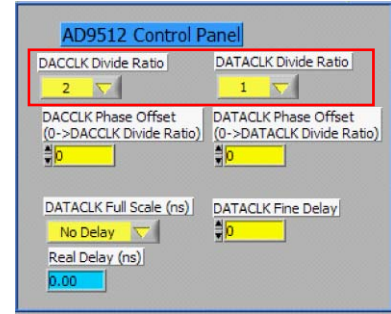 AD9512 Control Panel
DACCLK Divide Ratio DATACLK Divide Ratio
2 1
DACCLK Phase Offset DATACLK Phase Offset
(0->DACCLK Divide Ratio) (0->DATACLK Divide Ratio)
0 0
DATACLK Full Scale (ns) DATACLK Fine Delay
No Delay 0
Real Delay (ns)
0.00